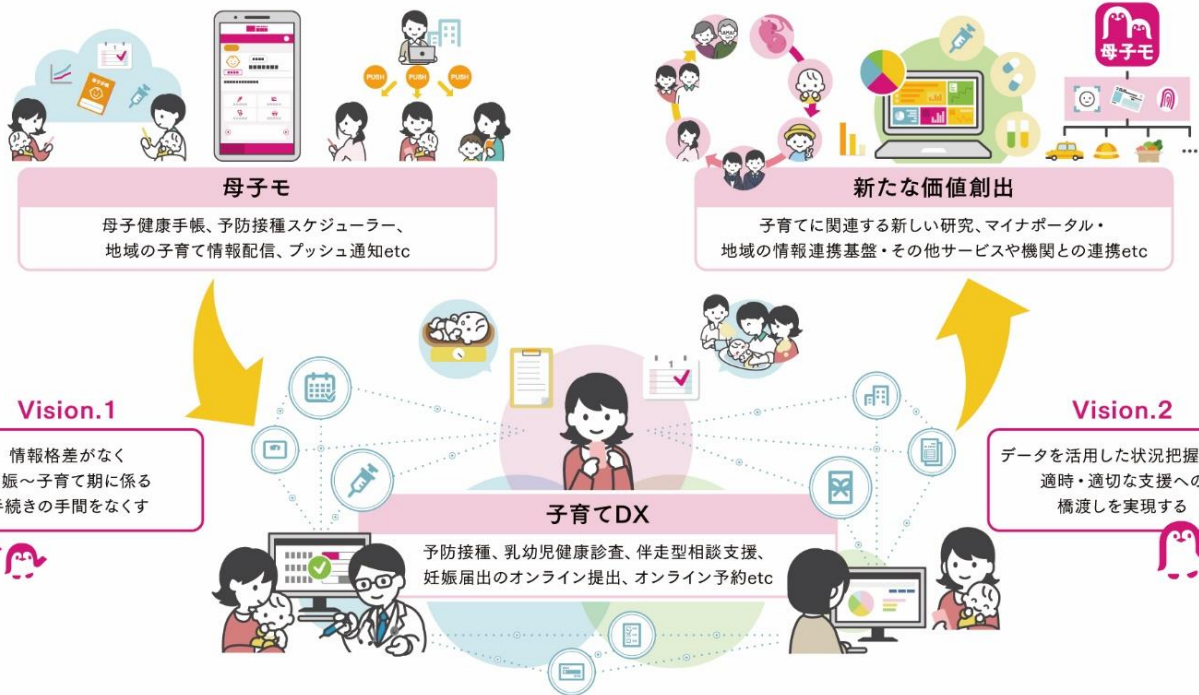 PUSH
PUSH
PUSH
母子モ
母子モ
母子健康手帳、予防接種スケジューラー、
地域の子育て情報配信、プッシュ通知etc
新たな価値創出
子育てに関連する新しい研究、マイナポータル・
地域の情報連携基盤・その他サービスや機関との連携etc
Vision.1
情報格差がなく
娠～子育て期に係る
手続きの手間をなくす
子育てDX
予防接種、乳幼児健康診査、伴走型相談支援、
妊娠届出のオンライン提出、オンライン予約etc
Vision.2
データを活用した状況把握
適時・適切な支援への
橋渡しを実現する